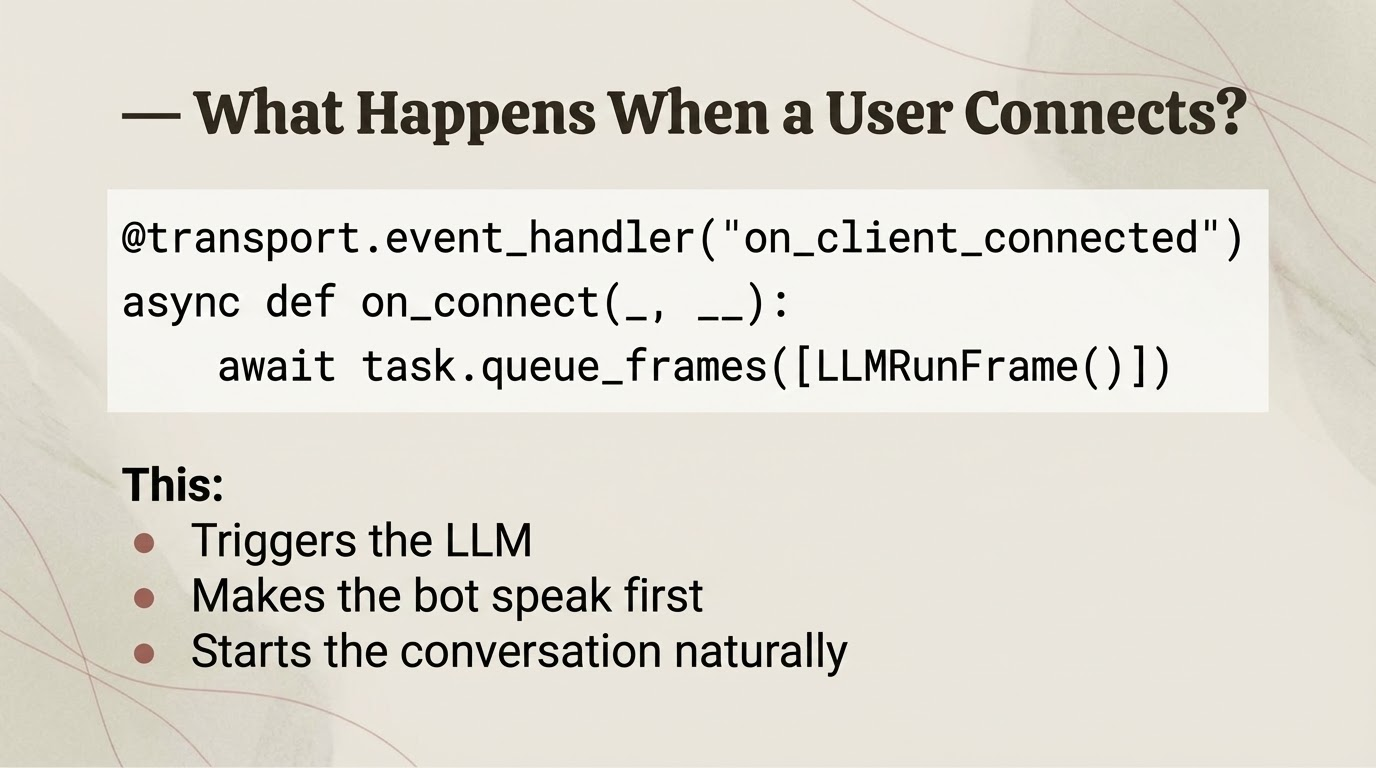 — What Happens When a User Connects?
@transport.event_handler("on_client_connected")
async def on_connect(_, __):
    await task.queue_frames([LLMRunFrame()])
This:
● Triggers the LLM
● Makes the bot speak first
● Starts the conversation naturally